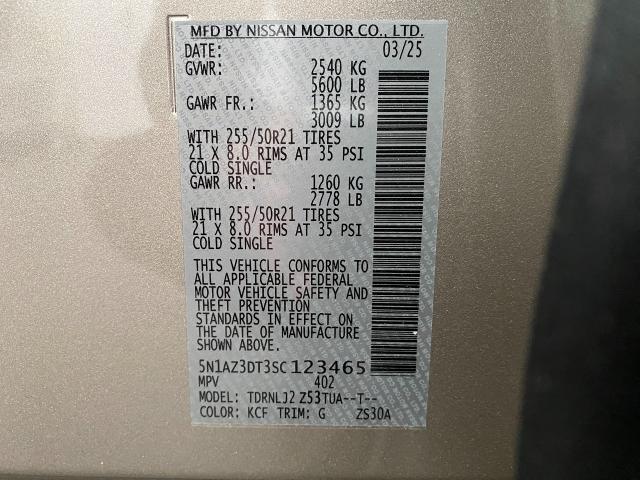 MFD BY NISSAN MOTOR CO., LTD.
DATE: 03/25
GVWR: 2540 KG
5600 LB
GAWR FR.: 1365 KG
3009 LB
WITH 255/50R21 TIRES
21 X 8.0 RIMS AT 35 PSI
COLD SINGLE
GAWR RR.: 1260 KG
2778 LB
WITH 255/50R21 TIRES
21 X 8.0 RIMS AT 35 PSI
COLD SINGLE
THIS VEHICLE CONFORMS TO
ALL APPLICABLE FEDERAL
MOTOR VEHICLE SAFETY AND
THEFT PREVENTION
STANDARDS IN EFFECT ON
THE DATE OF MANUFACTURE
SHOWN ABOVE.
5N1AZ3DT3SC123465
MPV 402
MODEL: TDRNLJ2 Z53TUA--T--
COLOR: KCF TRIM: G ZS30A